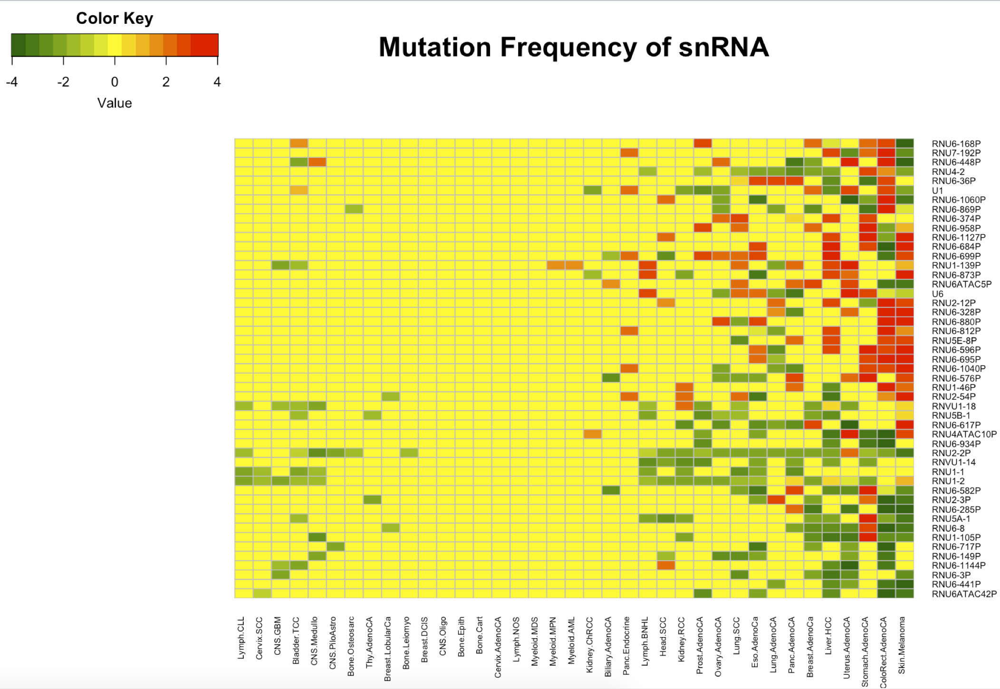 Color Key
-4 -2 0 2 4
Value
Mutation Frequency of snRNA
RNU6-168P
RNU7-192P
RNU6-448P
RNU4-2
RNU6-36P
U1
RNU6-1060P
RNU6-869P
RNU6-374P
RNU6-958P
RNU6-1127P
RNU6-684P
RNU6-699P
RNU1-139P
RNU6-873P
RNU6ATAC5P
U6
RNU2-12P
RNU6-328P
RNU6-880P
RNU6-812P
RNU5E-8P
RNU6-596P
RNU6-695P
RNU6-1040P
RNU6-576P
RNU1-46P
RNU2-54P
RNVU1-18
RNU5B-1
RNU6-617P
RNU4ATAC10P
RNU6-934P
RNU2-2P
RNVU1-14
RNU1-1
RNU1-2
RNU6-582P
RNU2-3P
RNU6-285P
RNU5A-1
RNU6-8
RNU1-105P
RNU6-717P
RNU6-149P
RNU6-1144P
RNU6-3P
RNU6-441P
RNU6ATAC42P
Lymph.CLL
Cervix.SCC
CNS.GBM
Bladder.TCC
CNS.Medullo
CNS.PiloAstro
Bone.Osteosarc
Thy.AdenoCA
Breast.LobularCa
Bone.Leiomyo
Breast.DCIS
CNS.Oligo
Bone.Epith
Bone.Cart
Cervix.AdenoCA
Lymph.NOS
Myeloid.MDS
Myeloid.MPN
Myeloid.AML
Kidney.ChRCC
Biliary.AdenoCA
Panc.Endocrine
Lymph.BNHL
Head.SCC
Kidney.RCC
Prost.AdenoCA
Ovary.AdenoCA
Lung.SCC
Eso.AdenoCa
Lung.AdenoCA
Panc.AdenoCA
Breast.AdenoCa
Liver.HCC
Uterus.AdenoCA
Stomach.AdenoCA
ColoRect.AdenoCA
Skin.Melanoma